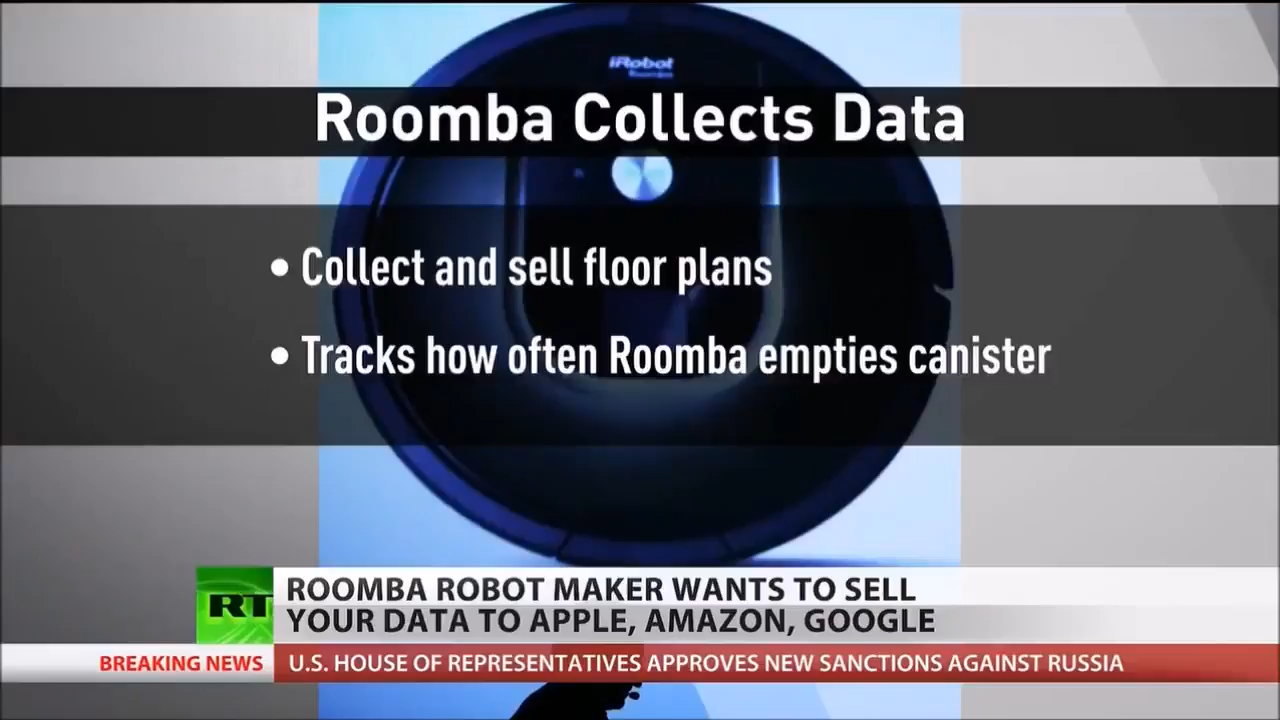 iRobot
Roomba Collects Data
• Collect and sell floor plans
• Tracks how often Roomba empties canister
RT
ROOMBA ROBOT MAKER WANTS TO SELL
YOUR DATA TO APPLE, AMAZON, GOOGLE
BREAKING NEWS U.S. HOUSE OF REPRESENTATIVES APPROVES NEW SANCTIONS AGAINST RUSSIA